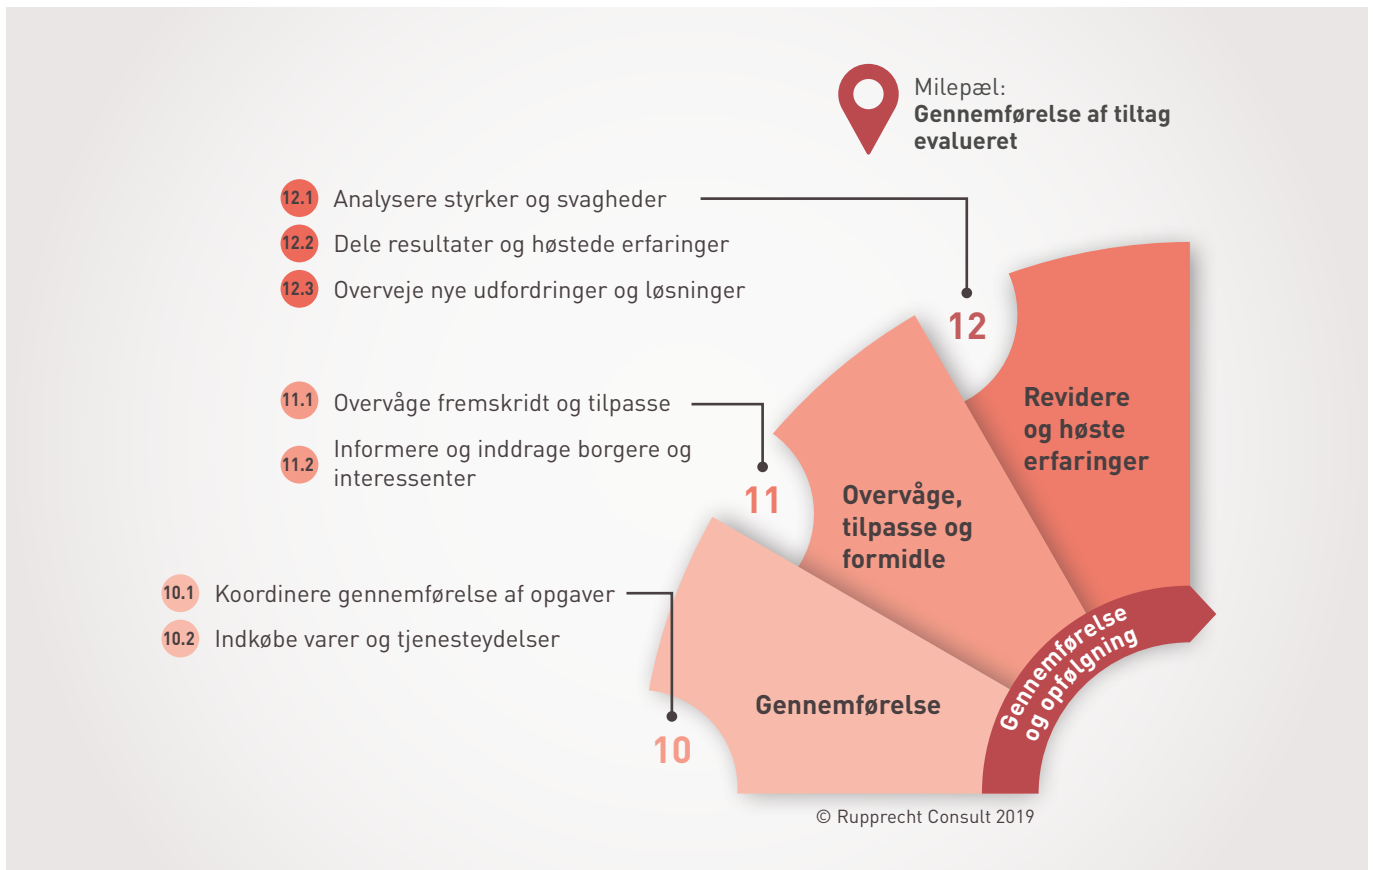 Milepæl:
Gennemførelse af tiltag
evalueret
12.1 Analysere styrker og svagheder
12.2 Dele resultater og høstede erfaringer
12.3 Overveje nye udfordringer og løsninger
12
Revidere
og høste
erfaringer
11.1 Overvåge fremskridt og tilpasse
11.2 Informere og inddrage borgere og
interessenter
11
Overvåge,
tilpasse og
formidle
10.1 Koordinere gennemførelse af opgaver
10.2 Indkøbe varer og tjenesteydelser
10
Gennemførelse
Gennemførelse
og opfølgning
© Rupprecht Consult 2019